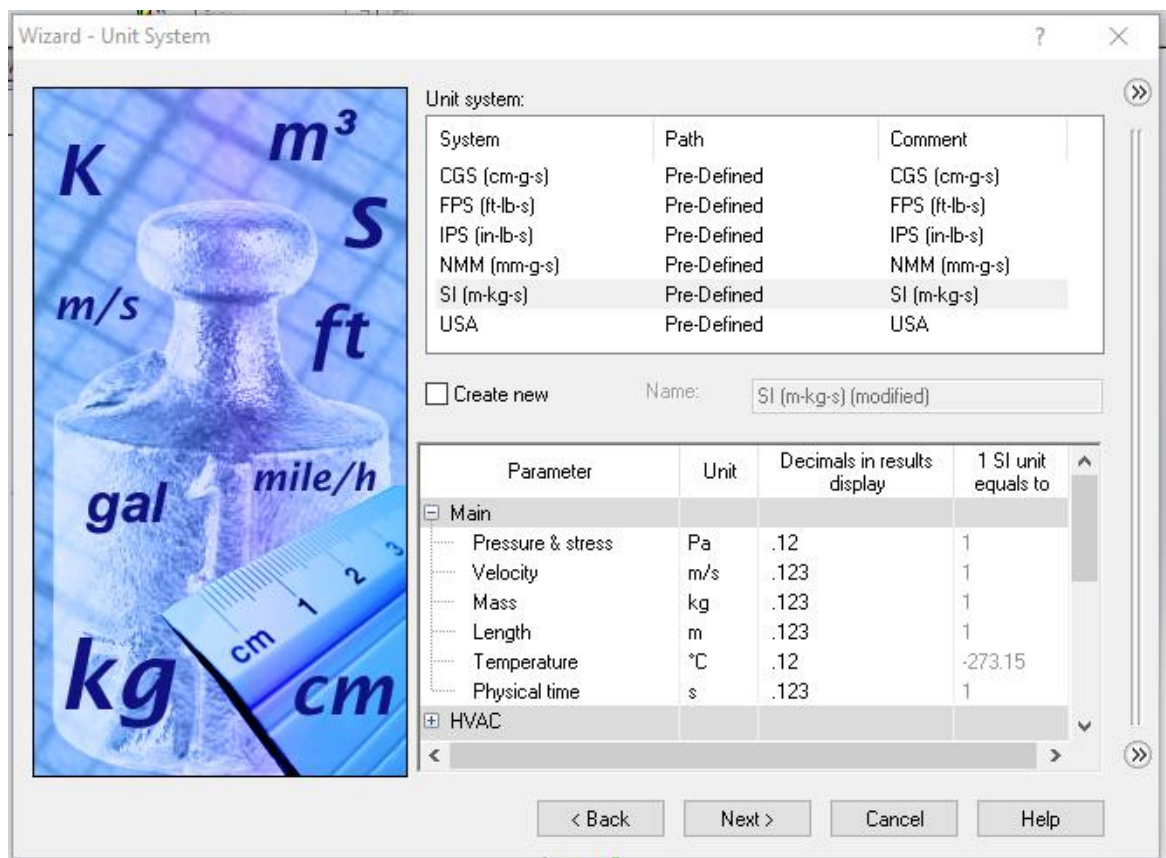 Wizard - Unit System ?
K
m³
S
m/s
ft
mile/h
gal
1 2 3
cm
kg
cm
Unit system:
System Path Comment
CGS (cm-g-s) Pre-Defined CGS (cm-g-s)
FPS (ft-lb-s) Pre-Defined FPS (ft-lb-s)
IPS (in-lb-s) Pre-Defined IPS (in-lb-s)
NMM (mm-g-s) Pre-Defined NMM (mm-g-s)
SI (m-kg-s) Pre-Defined SI (m-kg-s)
USA Pre-Defined USA
Create new Name: SI (m-kg-s) (modified)
Parameter Unit Decimals in results display 1 SI unit equals to
Main
Pressure & stress Pa .12 1
Velocity m/s .123 1
Mass kg .123 1
Length m .123 1
Temperature °C .12 -273.15
Physical time s .123 1
HVAC
< Back Next > Cancel Help